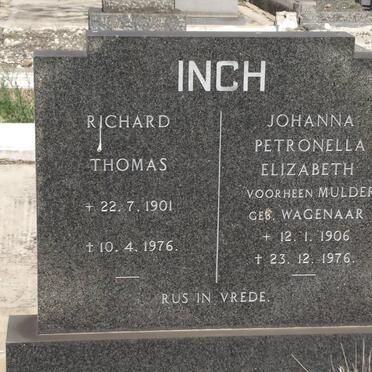 INCH
RICHARD
THOMAS
+ 22. 7. 1901
† 10. 4. 1976.
JOHANNA
PETRONELLA
ELIZABETH
VOORHEEN MULDER
GEB. WAGENAAR
+ 12. 1. 1906
† 23. 12. 1976.
RUS IN VREDE.